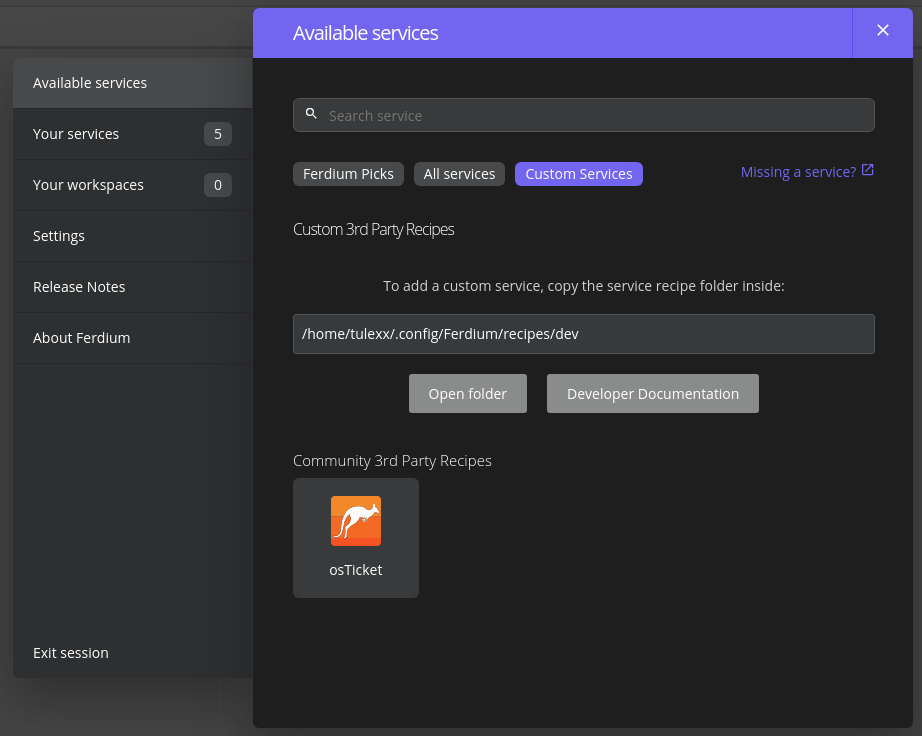 Available services
Available services
Your services 5
Your workspaces 0
Settings
Release Notes
About Ferdium
Exit session
Search service
Ferdium Picks All services Custom Services Missing a service?
Custom 3rd Party Recipes
To add a custom service, copy the service recipe folder inside:
/home/tulexx/.config/Ferdium/recipes/dev
Open folder Developer Documentation
Community 3rd Party Recipes
osTicket